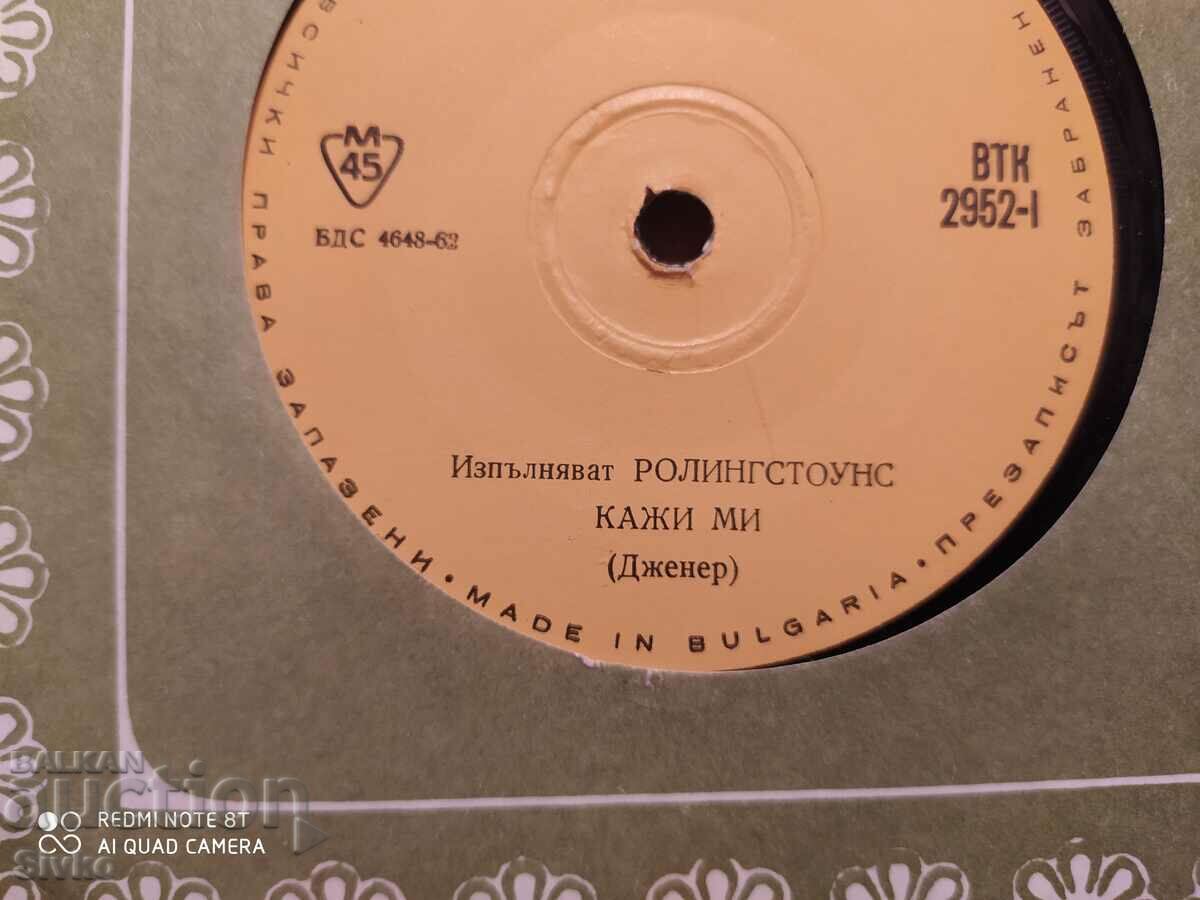 ВСИЧКИ ПРАВА ЗАПАЗЕНИ • MADE IN BULGARIA • ПРЕЗАПИСЪТ ЗАБРАНЕН
М
45
БДС 4648-62
ВТК
2952-I
Изпълняват РОЛИНГСТОУНС
КАЖИ МИ
(Дженер)
BALKAN
auction
REDMI NOTE 8T
AI QUAD CAMERA
Sivko